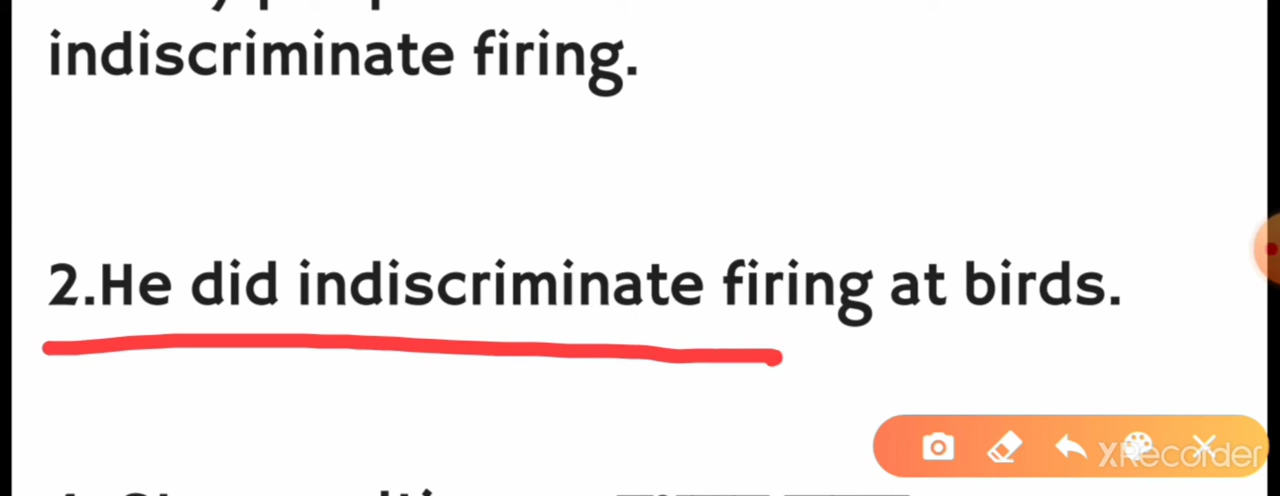 indiscriminate firing.
2.He did indiscriminate firing at birds.
XRecorder